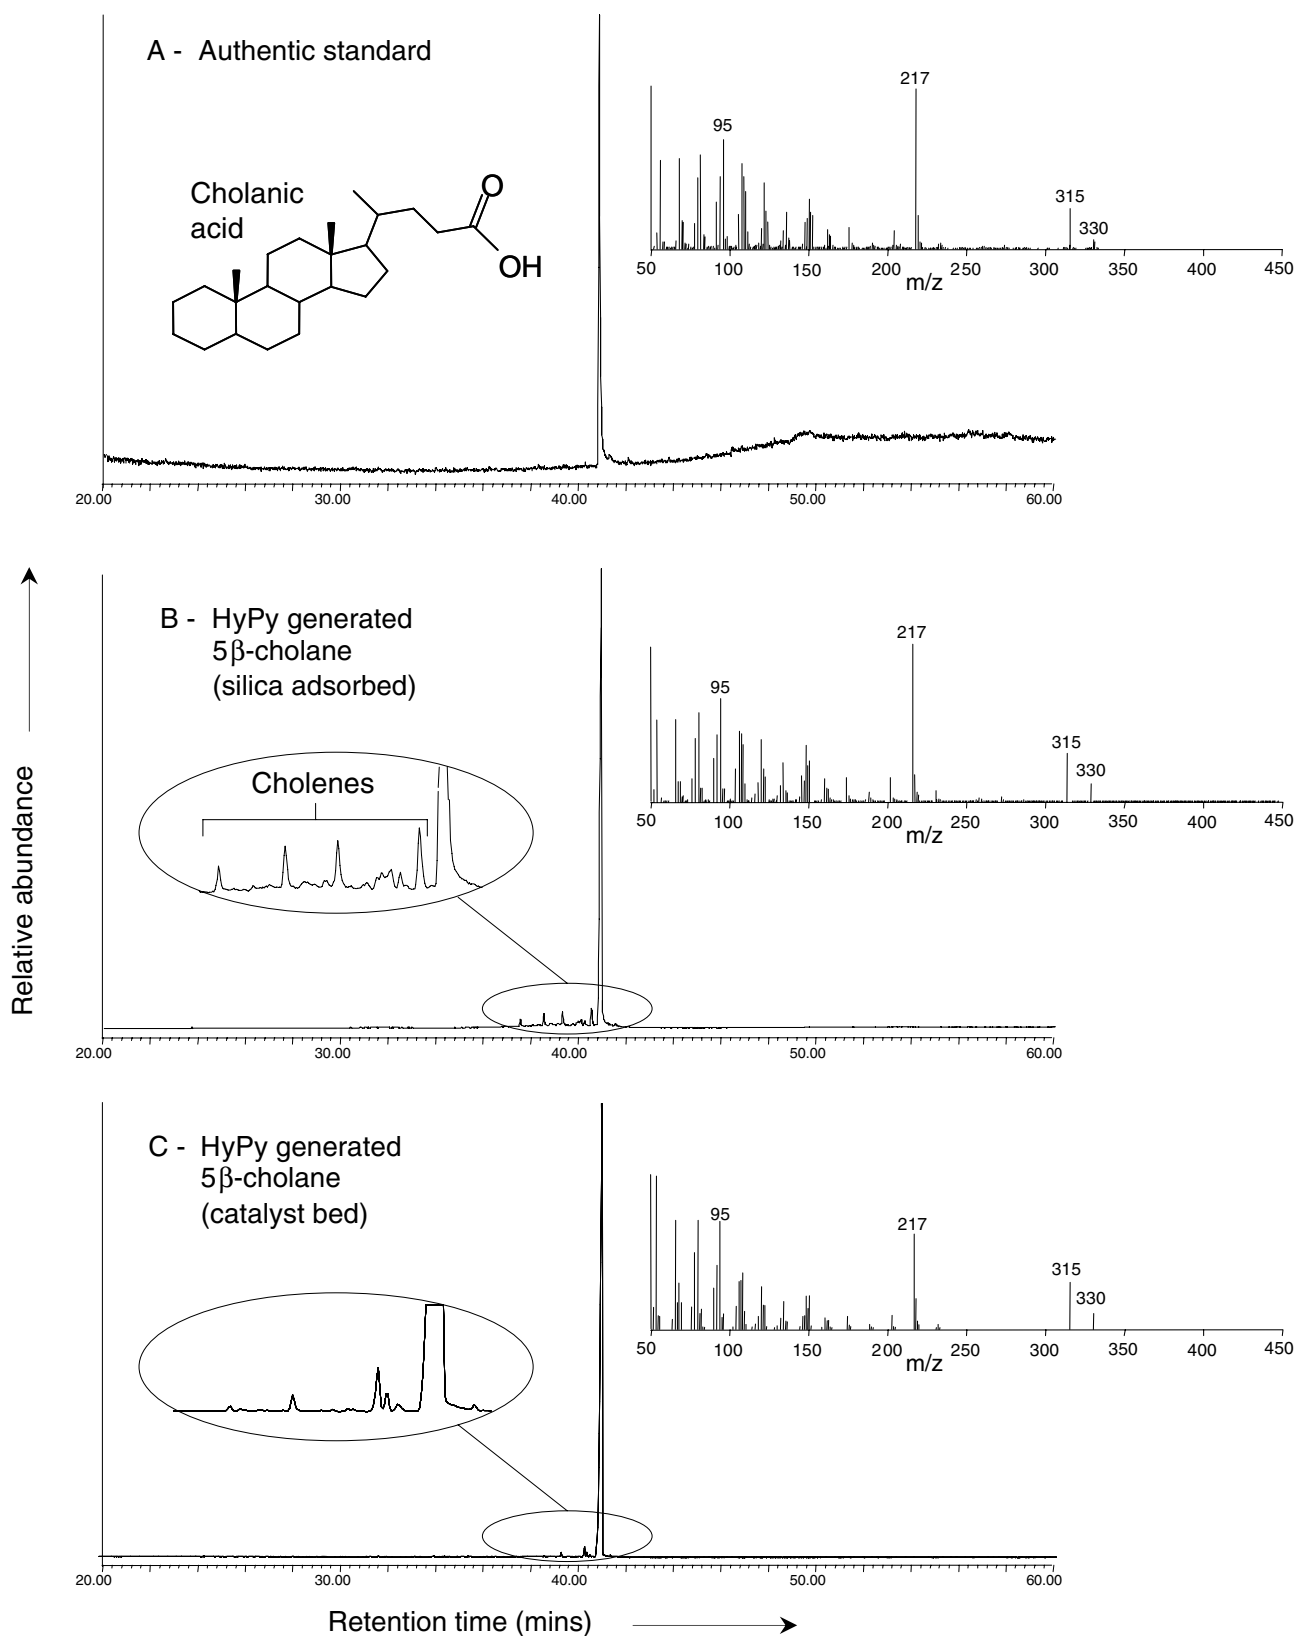 A - Authentic standard
Cholanic
acid
O
OH
217
95
315
330
50 100 150 200 250 300 350 400 450
m/z
20.00 30.00 40.00 50.00 60.00
B - HyPy generated
5β-cholane
(silica adsorbed)
Cholenes
217
95
315
330
50 100 150 200 250 300 350 400 450
m/z
20.00 30.00 40.00 50.00 60.00
Relative abundance
C - HyPy generated
5β-cholane
(catalyst bed)
95
217
315
330
50 100 150 200 250 300 350 400 450
m/z
20.00 30.00 40.00 50.00 60.00
Retention time (mins)